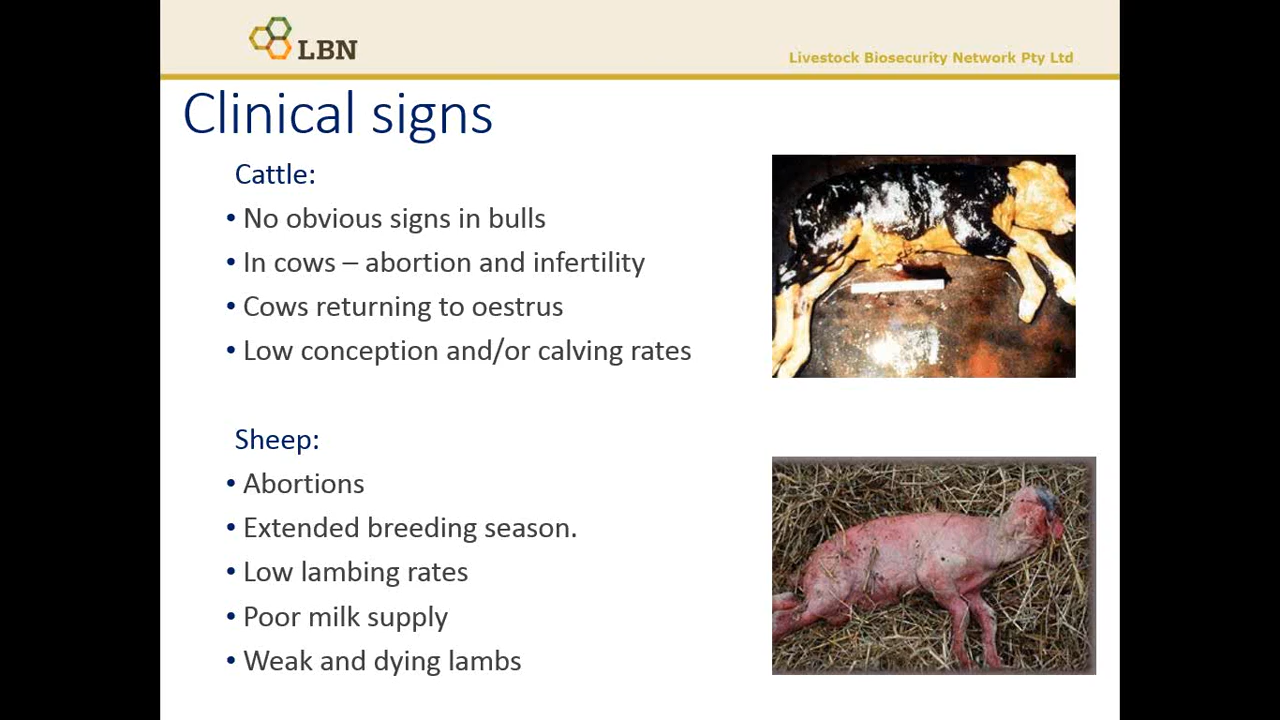 LBN
Livestock Biosecurity Network Pty Ltd
Clinical signs
Cattle:
• No obvious signs in bulls
• In cows – abortion and infertility
• Cows returning to oestrus
• Low conception and/or calving rates
Sheep:
• Abortions
• Extended breeding season.
• Low lambing rates
• Poor milk supply
• Weak and dying lambs